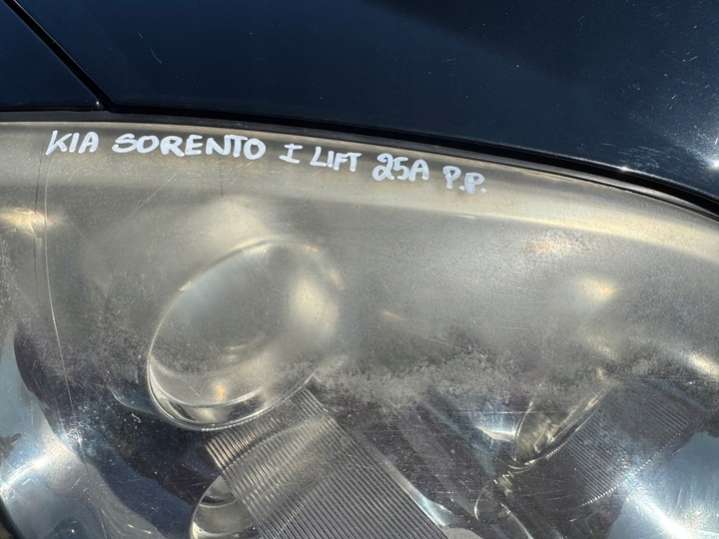 KIA SORENTO I LIFT 25A P.P.